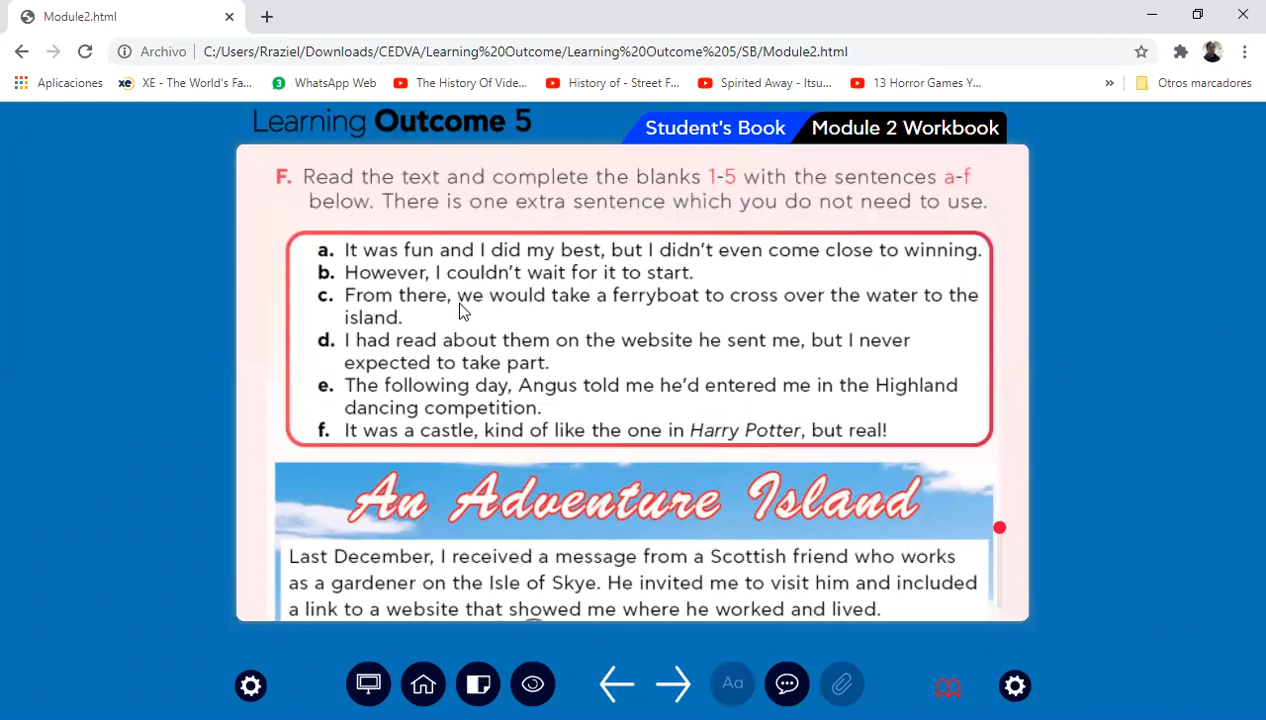 Module2.html
Archivo C:/Users/Rraziel/Downloads/CEDVA/Learning%20Outcome/Learning%20Outcome%205/SB/Module2.html
Aplicaciones XE - The World's Fa... 3 WhatsApp Web The History Of Vide... History of - Street F... Spirited Away - Itsu... 13 Horror Games Y... » Otros marcadores
Learning Outcome 5 Student's Book Module 2 Workbook
F. Read the text and complete the blanks 1-5 with the sentences a-f
below. There is one extra sentence which you do not need to use.
a. It was fun and I did my best, but I didn't even come close to winning.
b. However, I couldn't wait for it to start.
c. From there, we would take a ferryboat to cross over the water to the
island.
d. I had read about them on the website he sent me, but I never
expected to take part.
e. The following day, Angus told me he'd entered me in the Highland
dancing competition.
f. It was a castle, kind of like the one in Harry Potter, but real!
An Adventure Island
Last December, I received a message from a Scottish friend who works
as a gardener on the Isle of Skye. He invited me to visit him and included
a link to a website that showed me where he worked and lived.
Aa